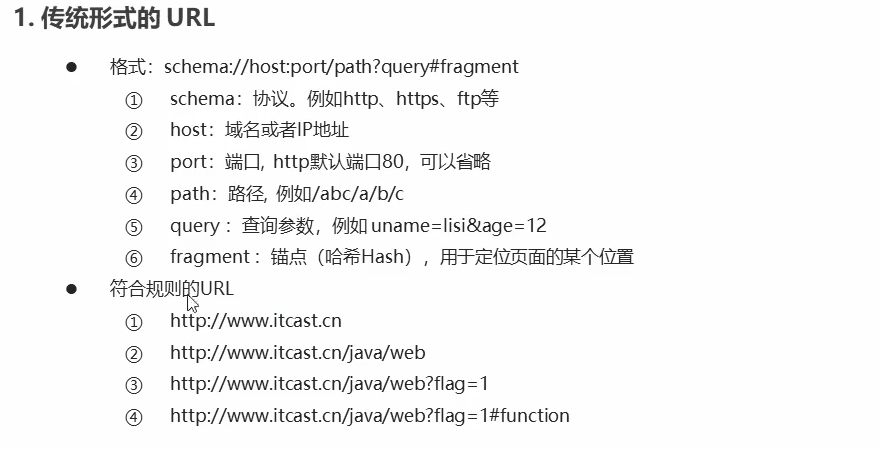 1. 传统形式的 URL
● 格式：schema://host:port/path?query#fragment
① schema：协议。例如http、https、ftp等
② host：域名或者IP地址
③ port：端口, http默认端口80，可以省略
④ path：路径, 例如/abc/a/b/c
⑤ query ：查询参数，例如 uname=lisi&age=12
⑥ fragment ：锚点（哈希Hash），用于定位页面的某个位置
● 符合规则的URL
① http://www.itcast.cn
② http://www.itcast.cn/java/web
③ http://www.itcast.cn/java/web?flag=1
④ http://www.itcast.cn/java/web?flag=1#function